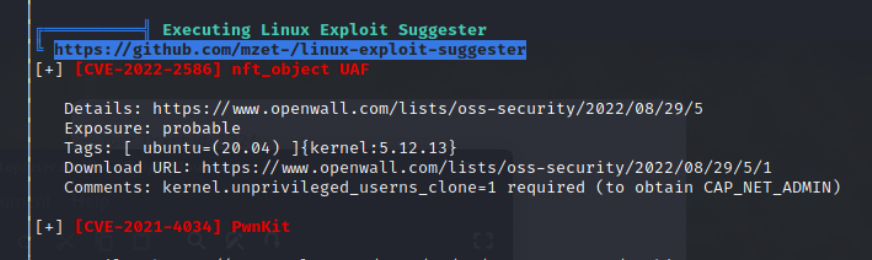 Executing Linux Exploit Suggester
https://github.com/mzet-/linux-exploit-suggester
[+] [CVE-2022-2586] nft_object UAF
Details: https://www.openwall.com/lists/oss-security/2022/08/29/5
Exposure: probable
Tags: [ ubuntu=(20.04) ]{kernel:5.12.13}
Download URL: https://www.openwall.com/lists/oss-security/2022/08/29/5/1
Comments: kernel.unprivileged_userns_clone=1 required (to obtain CAP_NET_ADMIN)
[+] [CVE-2021-4034] PwnKit